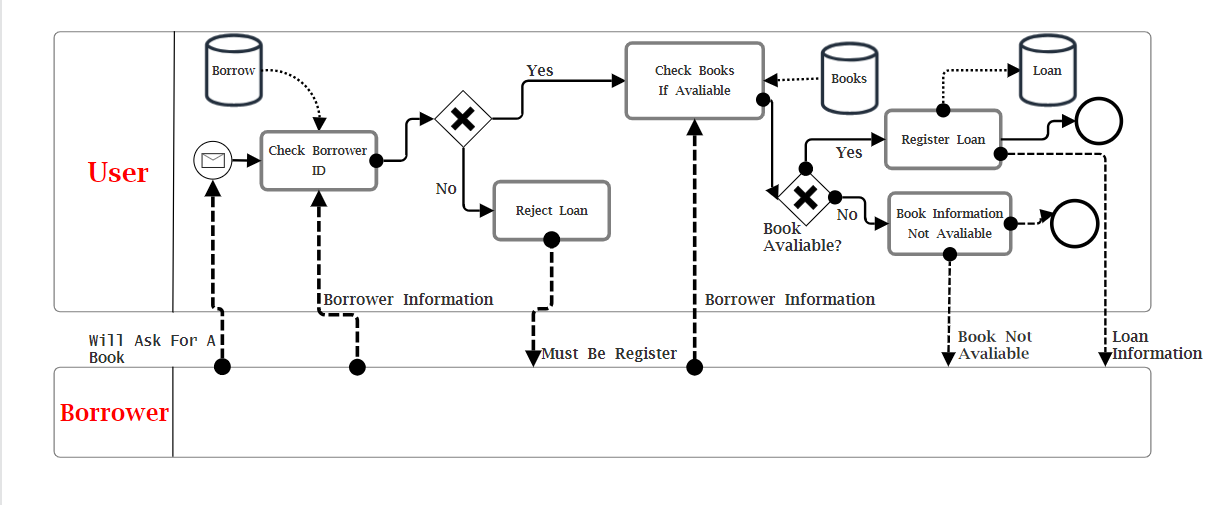 User
Borrow
Check Borrower
ID
Yes
No
Reject Loan
Check Books
If Avaliable
Books
Yes
No
Book
Avaliable?
Register Loan
Loan
Book Information
Not Avaliable
Borrower Information
Borrower Information
Will Ask For A
Book
Must Be Register
Book Not
Avaliable
Loan
Information
Borrower